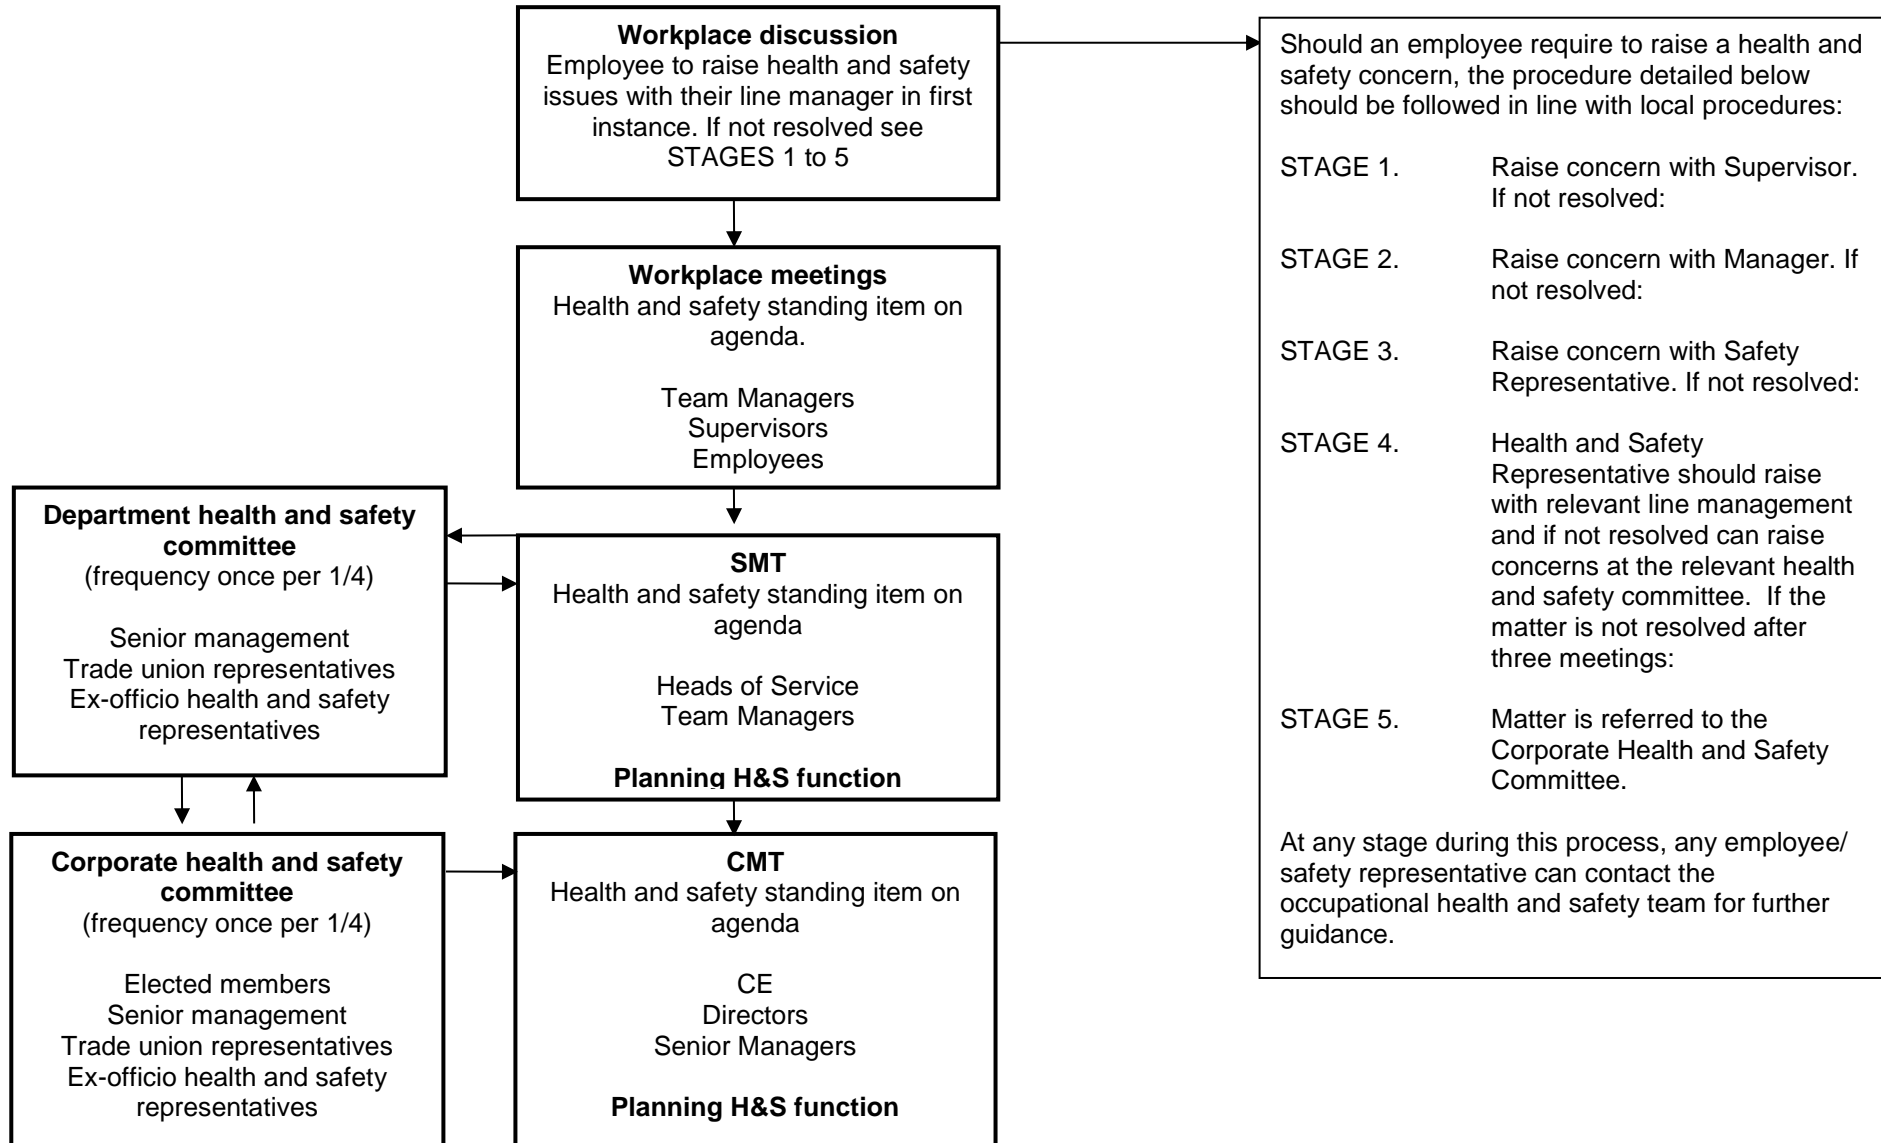 Workplace discussion
Employee to raise health and safety
issues with their line manager in first
instance. If not resolved see
STAGES 1 to 5
Workplace meetings
Health and safety standing item on
agenda.
Team Managers
Supervisors
Employees
Department health and safety
committee
(frequency once per 1/4)
Senior management
Trade union representatives
Ex-officio health and safety
representatives
SMT
Health and safety standing item on
agenda
Heads of Service
Team Managers
Planning H&S function
Corporate health and safety
committee
(frequency once per 1/4)
Elected members
Senior management
Trade union representatives
Ex-officio health and safety
representatives
CMT
Health and safety standing item on
agenda
CE
Directors
Senior Managers
Planning H&S function
Should an employee require to raise a health and
safety concern, the procedure detailed below
should be followed in line with local procedures:
STAGE 1. Raise concern with Supervisor.
If not resolved:
STAGE 2. Raise concern with Manager. If
not resolved:
STAGE 3. Raise concern with Safety
Representative. If not resolved:
STAGE 4. Health and Safety
Representative should raise
with relevant line management
and if not resolved can raise
concerns at the relevant health
and safety committee.  If the
matter is not resolved after
three meetings:
STAGE 5. Matter is referred to the
Corporate Health and Safety
Committee.
At any stage during this process, any employee/
safety representative can contact the
occupational health and safety team for further
guidance.